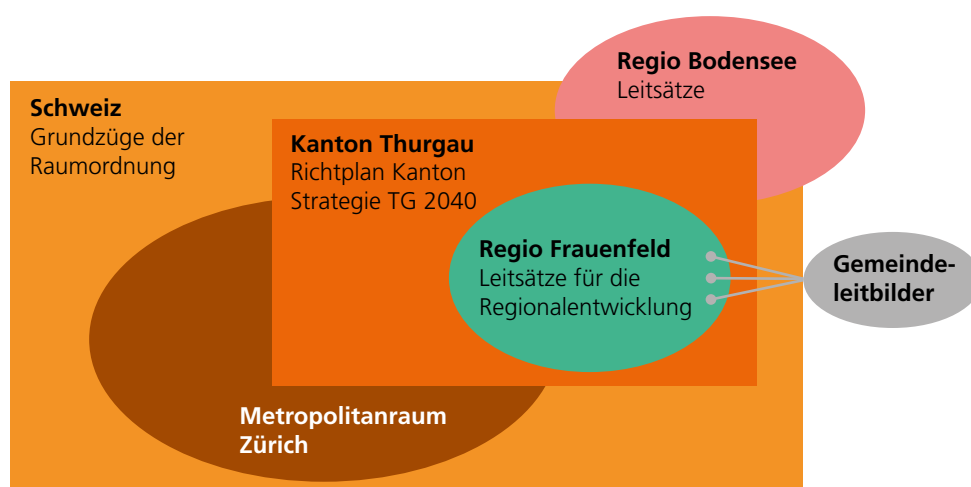 Regio Bodensee
Leitsätze
Schweiz
Grundzüge der
Raumordnung
Kanton Thurgau
Richtplan Kanton
Strategie TG 2040
Regio Frauenfeld
Leitsätze für die
Regionalentwicklung
Gemeinde-
leitbilder
Metropolitanraum
Zürich